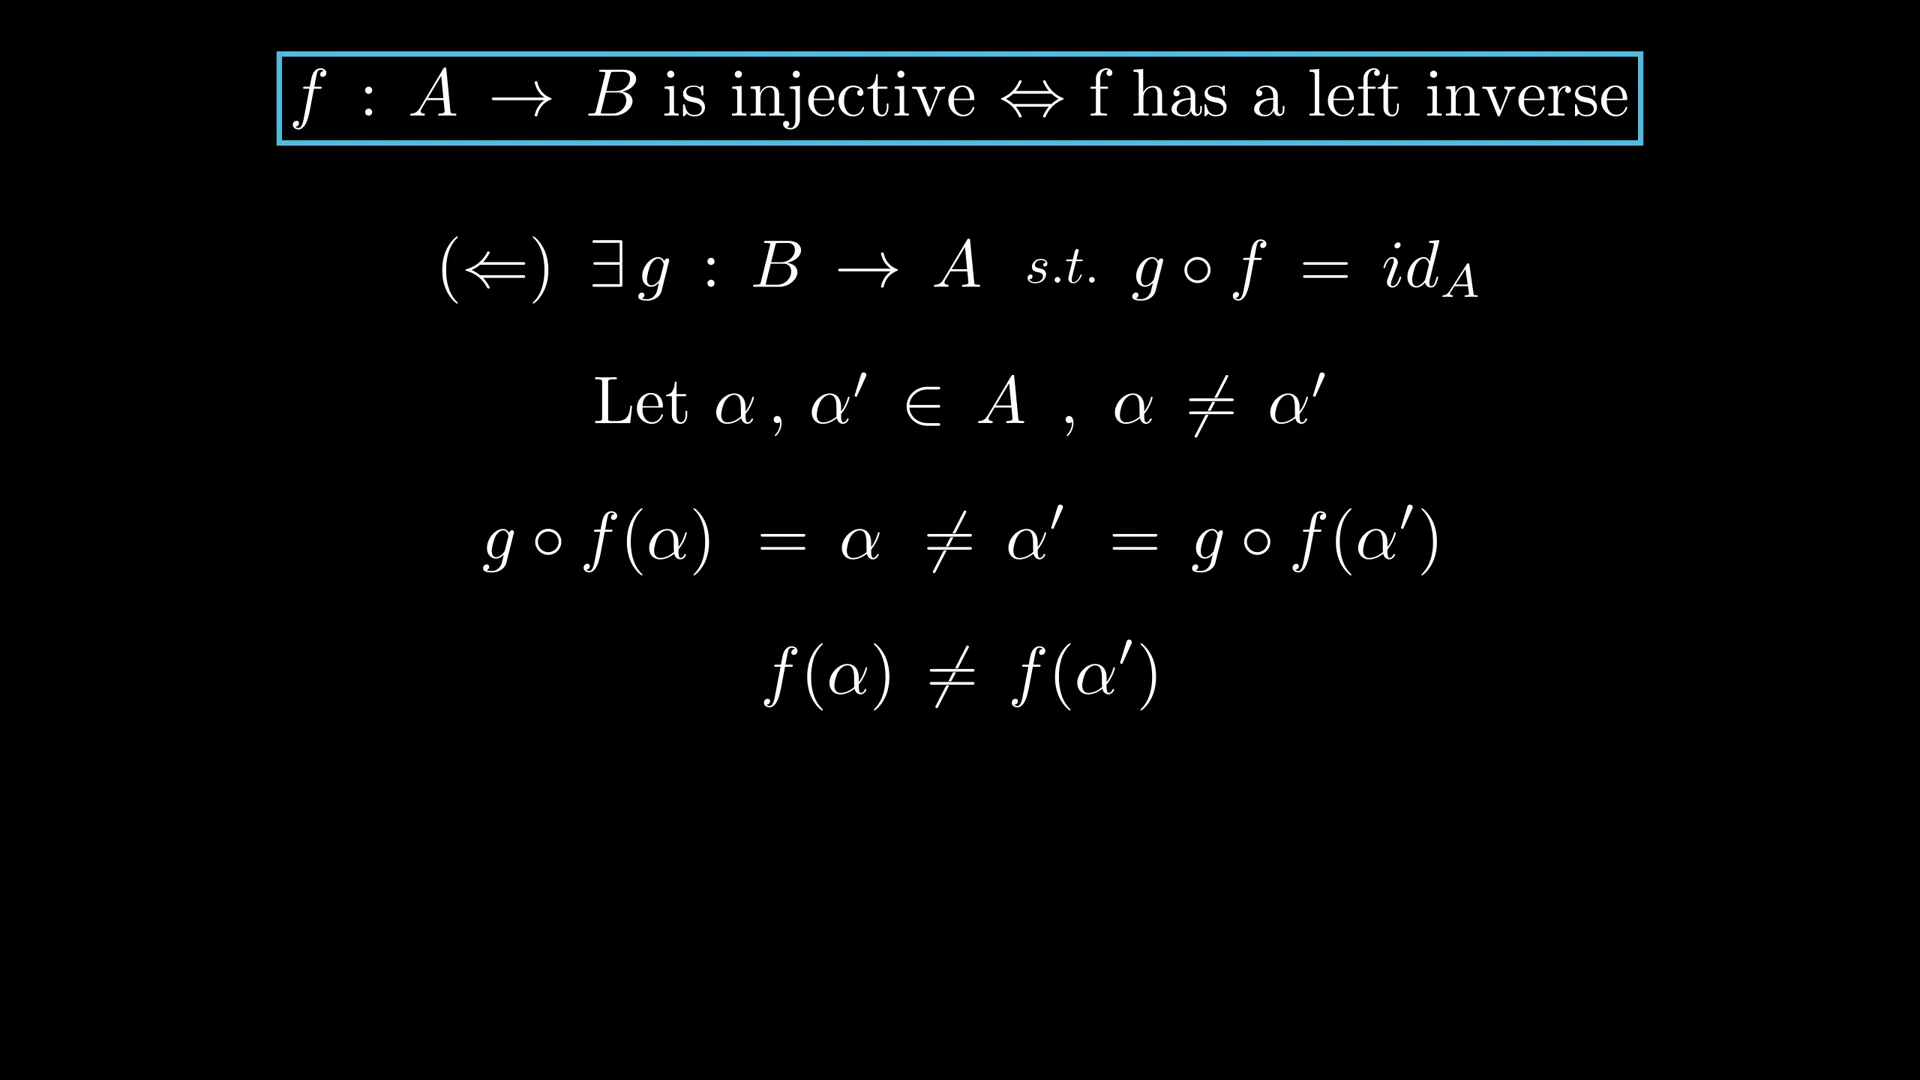 f : A → B is injective ⇔ f has a left inverse
(⇐) ∃ g : B → A s.t. g ∘ f = id_A
Let α , α′ ∈ A , α ≠ α′
g ∘ f(α) = α ≠ α′ = g ∘ f(α′)
f(α) ≠ f(α′)